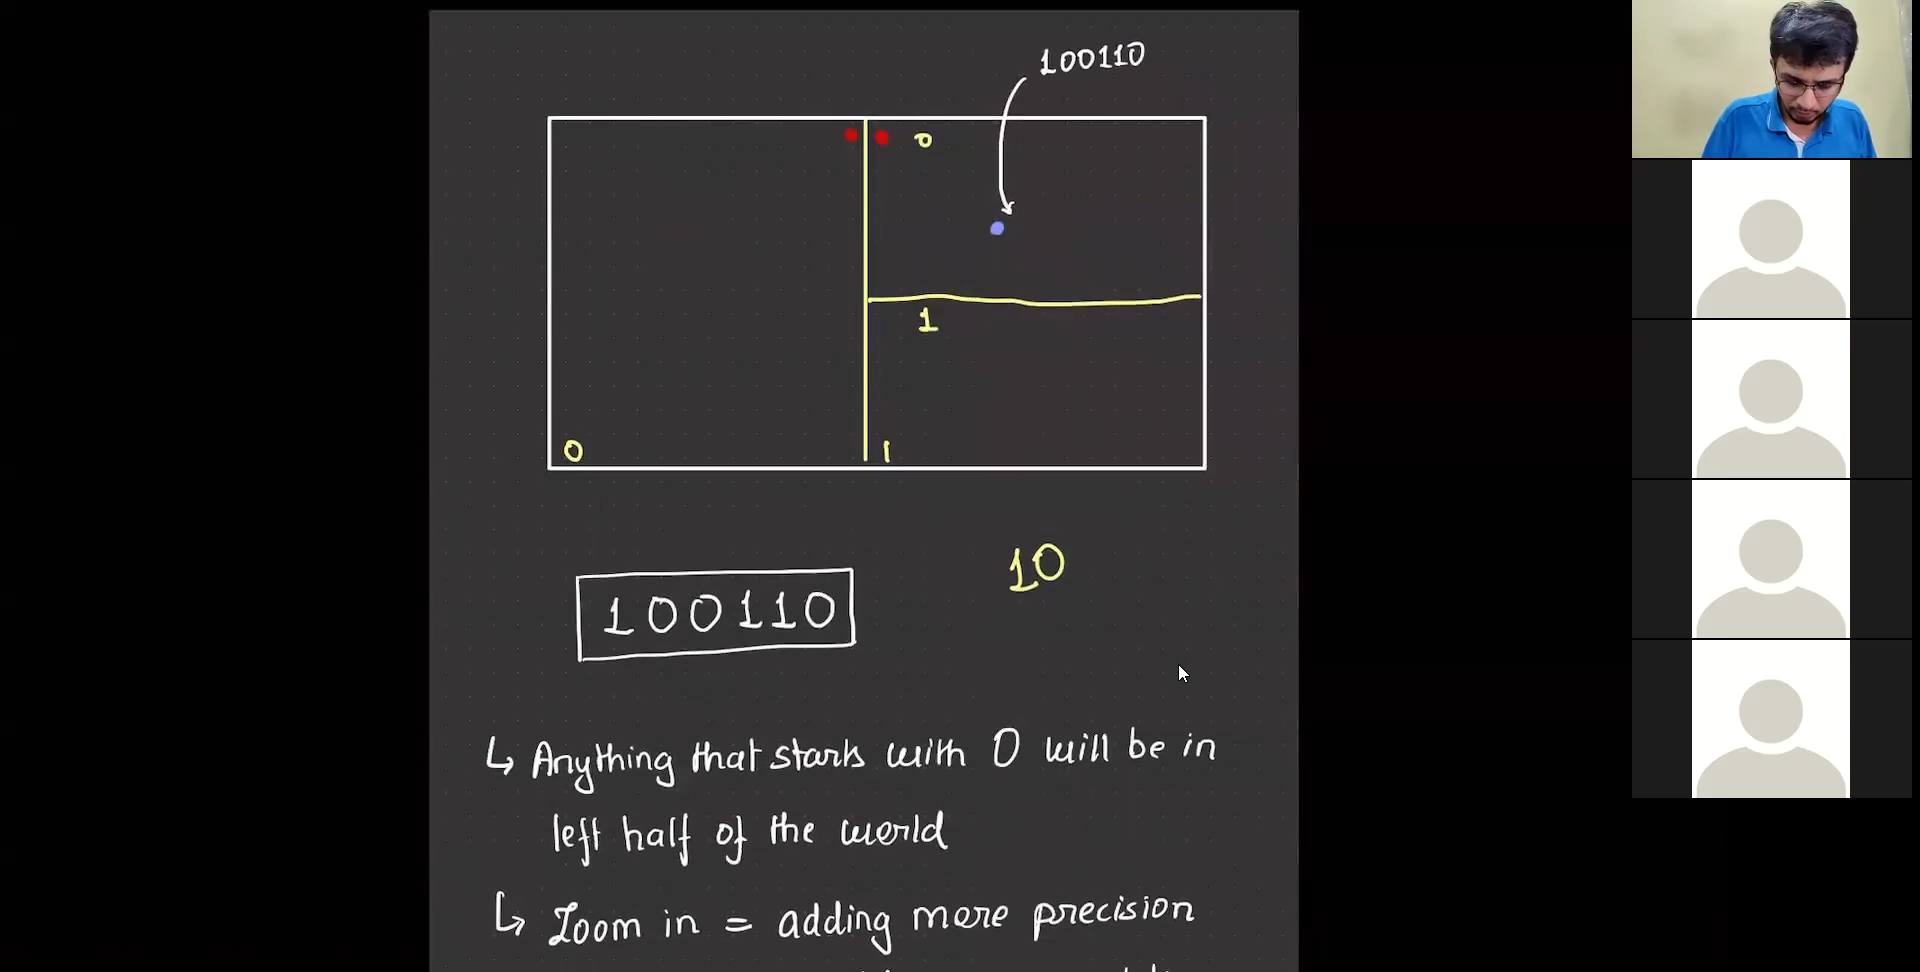 100110
0
1
0 1
10
100110
↳ Anything that starts with 0 will be in
left half of the world
↳ Zoom in = adding more precision